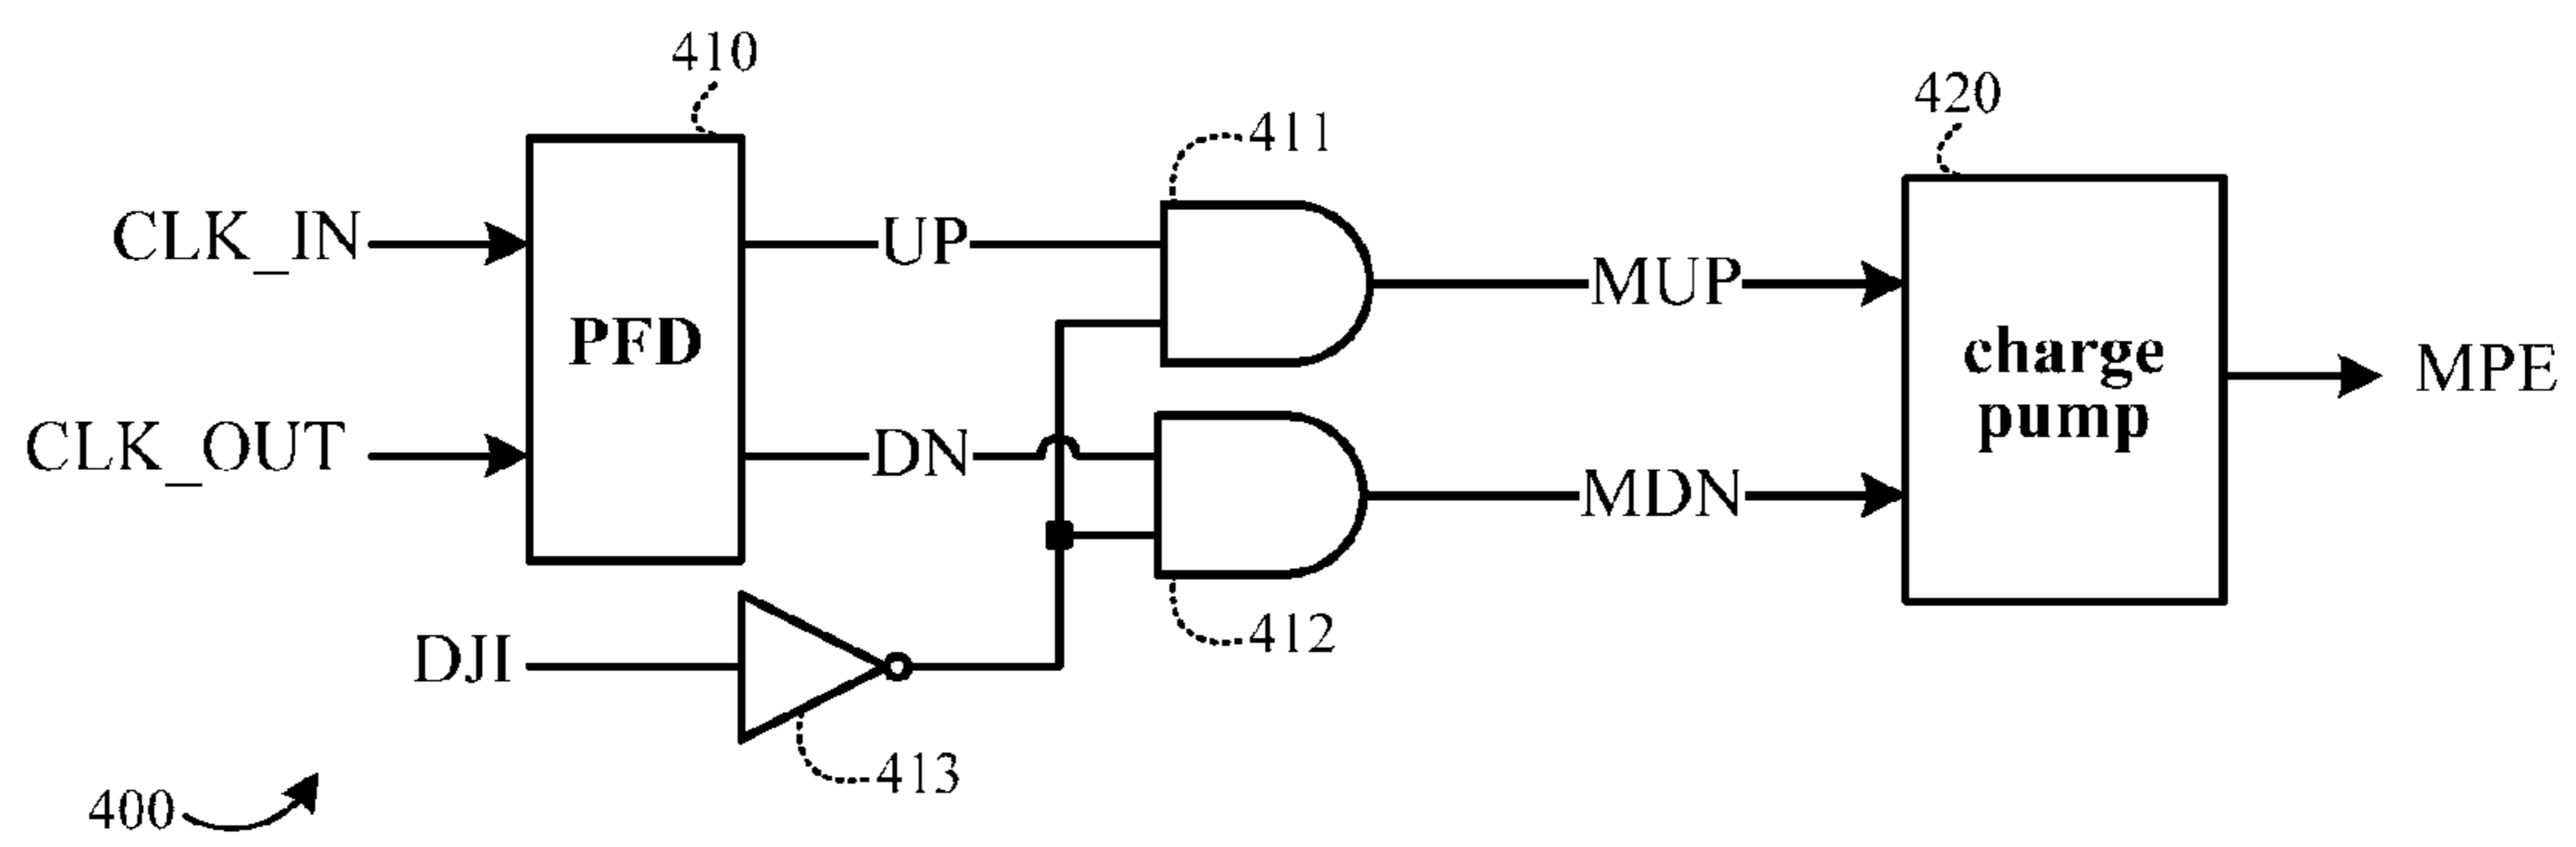 410
420
411
CLK_IN
UP
MUP
PFD
charge
pump
MPE
CLK_OUT
DN
MDN
DJI
412
413
400